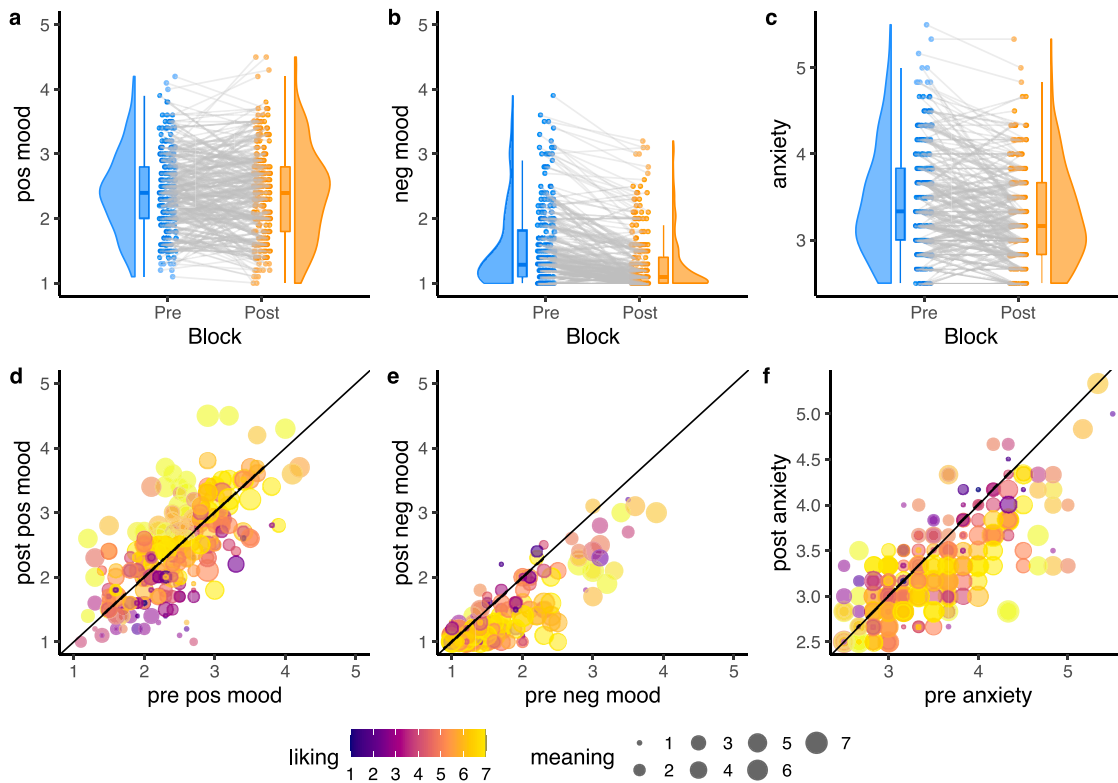 a
5
4
3
2
1
pos mood
Pre
Post
Block
b
5
4
3
2
1
neg mood
Pre
Post
Block
c
5
4
3
anxiety
Pre
Post
Block
d
5
4
3
2
1
post pos mood
1 2 3 4 5
pre pos mood
e
5
4
3
2
1
post neg mood
1 2 3 4 5
pre neg mood
f
5.0
4.5
4.0
3.5
3.0
2.5
post anxiety
3 4 5
pre anxiety
liking
1 2 3 4 5 6 7
meaning
1 3 5 7
2 4 6